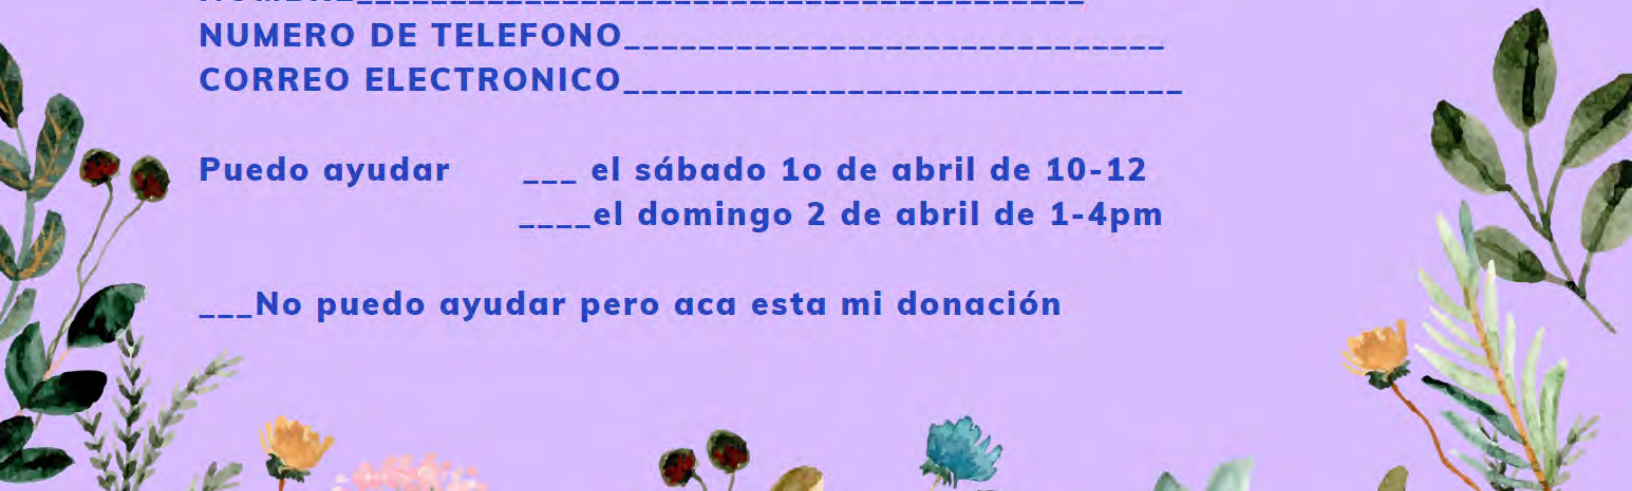 NOMBRE_______________________________________
NUMERO DE TELEFONO_____________________________
CORREO ELECTRONICO______________________________
Puedo ayudar ___ el sábado 1o de abril de 10-12
____el domingo 2 de abril de 1-4pm
___No puedo ayudar pero aca esta mi donación